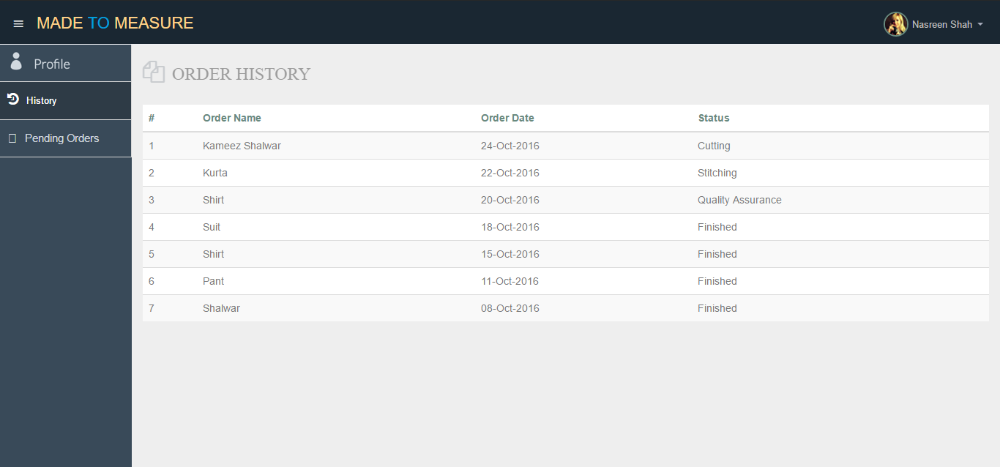 MADE TO MEASURE
Nasreen Shah
Profile
History
Pending Orders
ORDER HISTORY
# Order Name Order Date Status
1 Kameez Shalwar 24-Oct-2016 Cutting
2 Kurta 22-Oct-2016 Stitching
3 Shirt 20-Oct-2016 Quality Assurance
4 Suit 18-Oct-2016 Finished
5 Shirt 15-Oct-2016 Finished
6 Pant 11-Oct-2016 Finished
7 Shalwar 08-Oct-2016 Finished